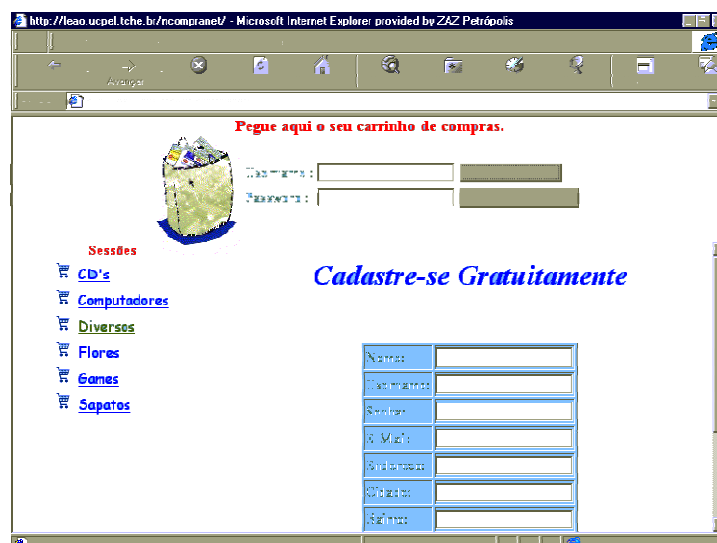 http://leao.ucpel.tche.br/ncompranet/ - Microsoft Internet Explorer provided by ZAZ Petrópolis
Avançar
Pegue aqui o seu carrinho de compras.
Username:
Password:
Sessões
CD's
Computadores
Diversos
Flores
Games
Sapatos
Cadastre-se Gratuitamente
Nome:
Username:
Senha:
E-Mail:
Endereço:
Cidade:
Bairro: